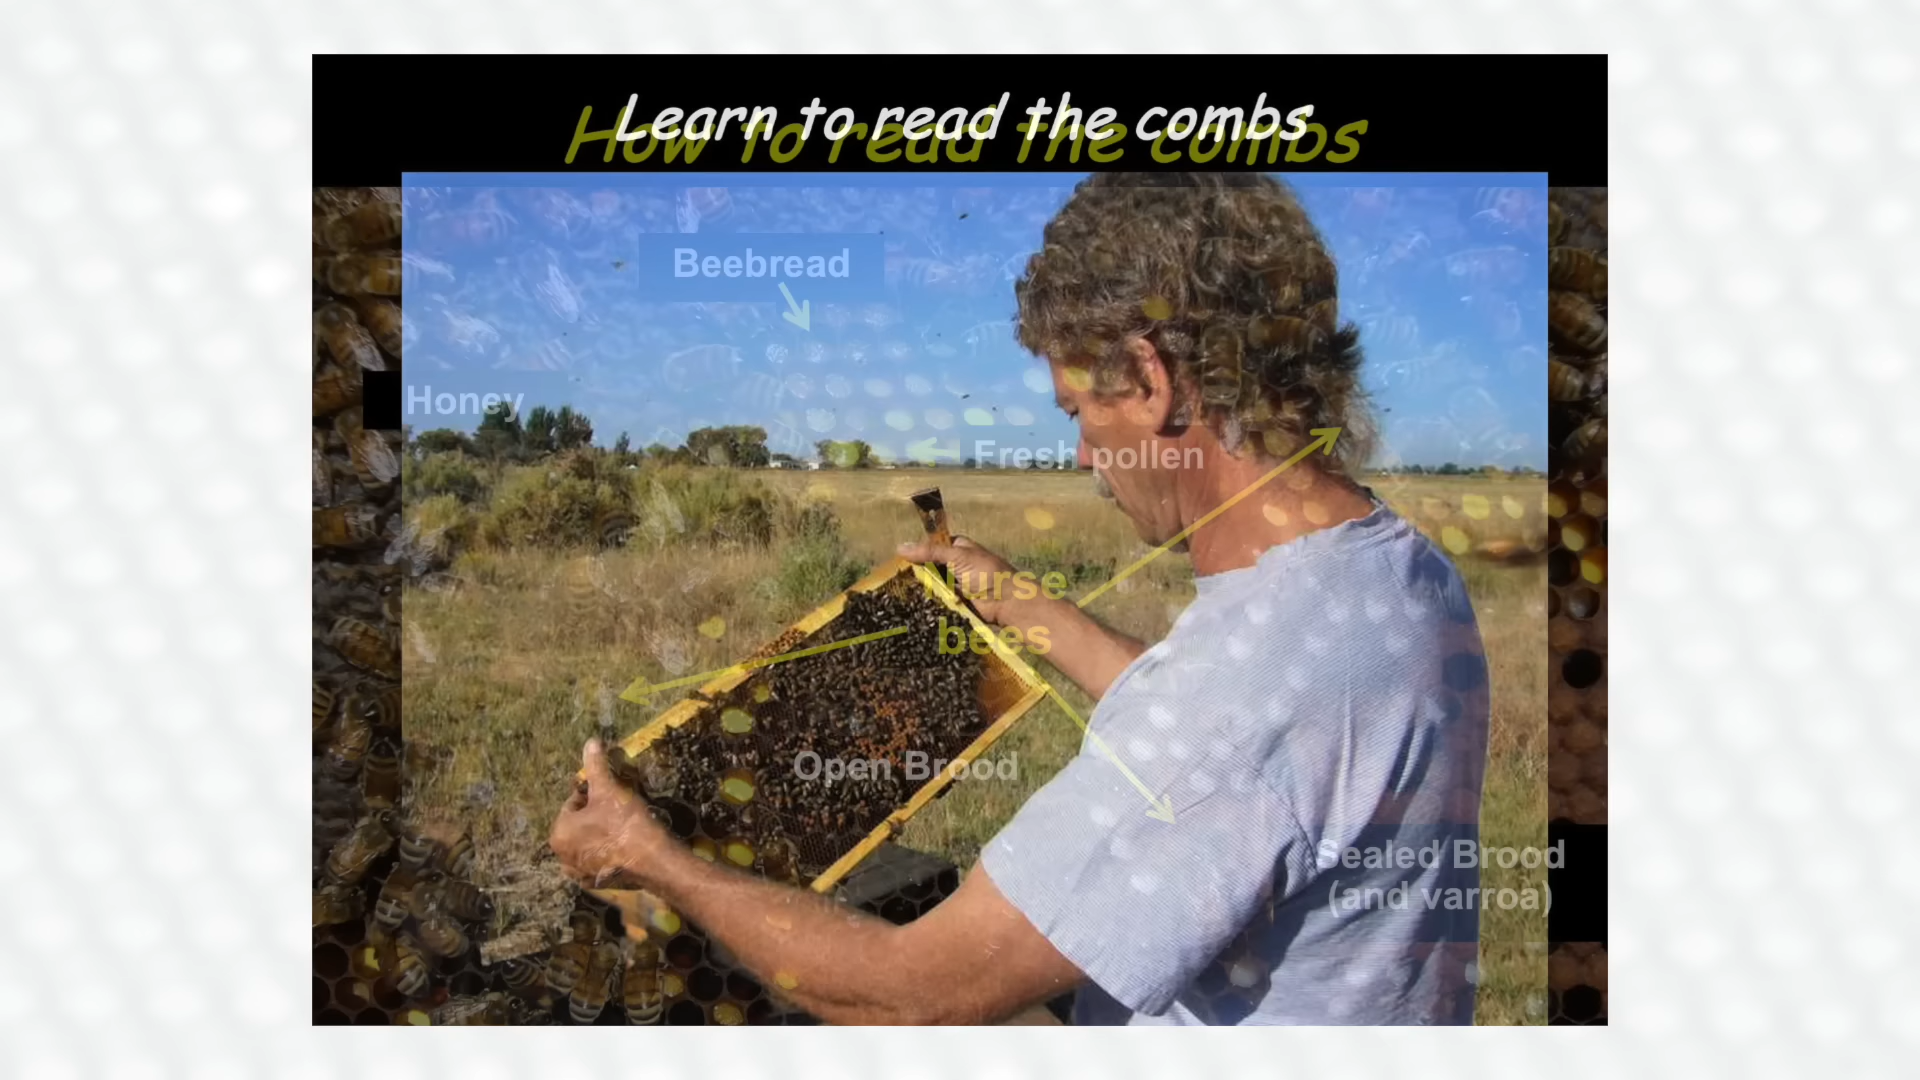 Learn to read the combs
How to read the combs
Beebread
Honey
Fresh pollen
Nurse
bees
Open Brood
Sealed Brood
(and varroa)